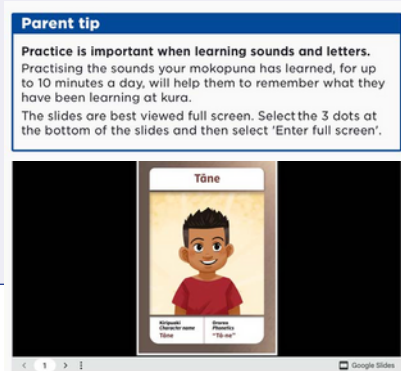 Parent tip
Practice is important when learning sounds and letters.
Practising the sounds your mokopuna has learned, for up
to 10 minutes a day, will help them to remember what they
have been learning at kura.
The slides are best viewed full screen. Select the 3 dots at
the bottom of the slides and then select 'Enter full screen'.
Tāne
Kiripuaki
Character name
Tāne
Ororeo
Phonetics
"Tā-ne"
1
Google Slides